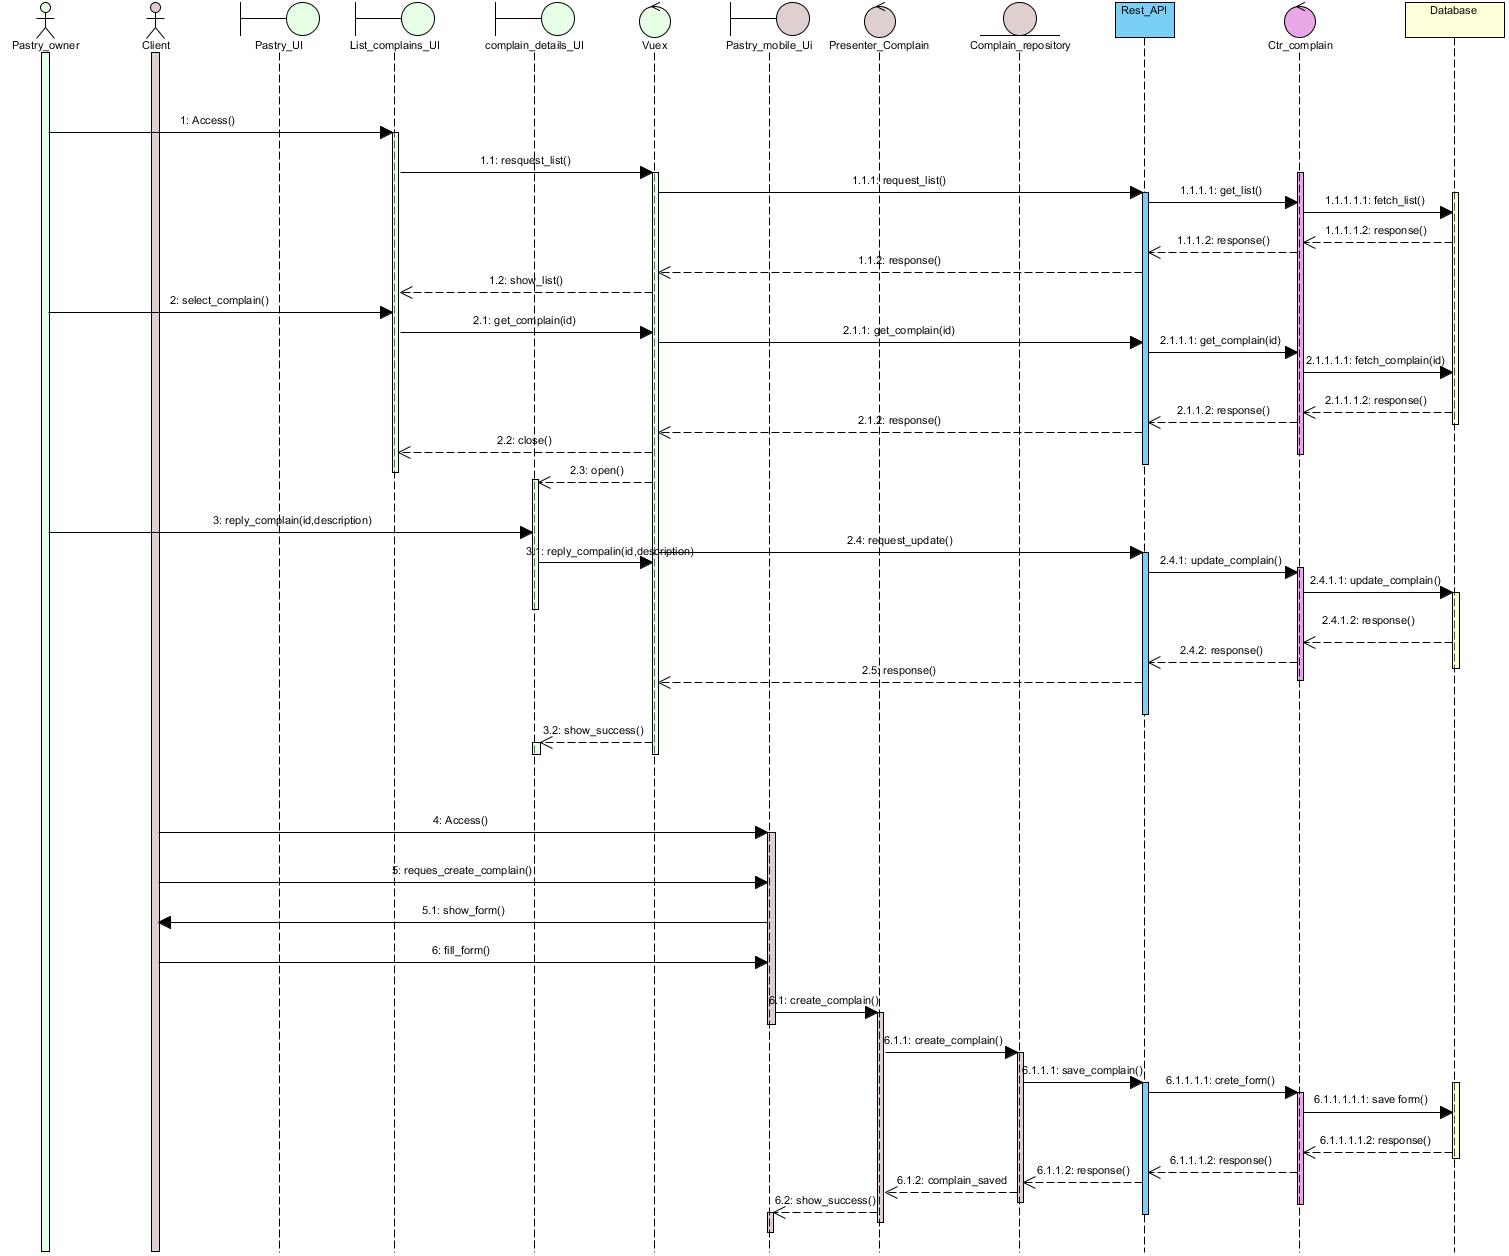 Pastry_owner
Client
Pastry_UI
List_complains_UI
complain_details_UI
Vuex
Pastry_mobile_Ui
Presenter_Complain
Complain_repository
Rest_API
Ctr_complain
Database
1: Access()
1.1: resquest_list()
1.1.1: request_list()
1.1.1.1: get_list()
1.1.1.1.1: fetch_list()
1.1.1.1.2: response()
1.1.1.2: response()
1.1.2: response()
1.2: show_list()
2: select_complain()
2.1: get_complain(id)
2.1.1: get_complain(id)
2.1.1.1: get_complain(id)
2.1.1.1.1: fetch_complain(id)
2.1.1.1.2: response()
2.1.1.2: response()
2.1.2: response()
2.2: close()
2.3: open()
3: reply_complain(id,description)
3.1: reply_compalin(id,description)
2.4: request_update()
2.4.1: update_complain()
2.4.1.1: update_complain()
2.4.1.2: response()
2.4.2: response()
2.5: response()
3.2: show_success()
4: Access()
5: reques_create_complain()
5.1: show_form()
6: fill_form()
6.1: create_complain()
6.1.1: create_complain()
6.1.1.1: save_complain()
6.1.1.1.1: crete_form()
6.1.1.1.1.1: save form()
6.1.1.1.1.2: response()
6.1.1.1.2: response()
6.1.1.2: response()
6.1.2: complain_saved
6.2: show_success()